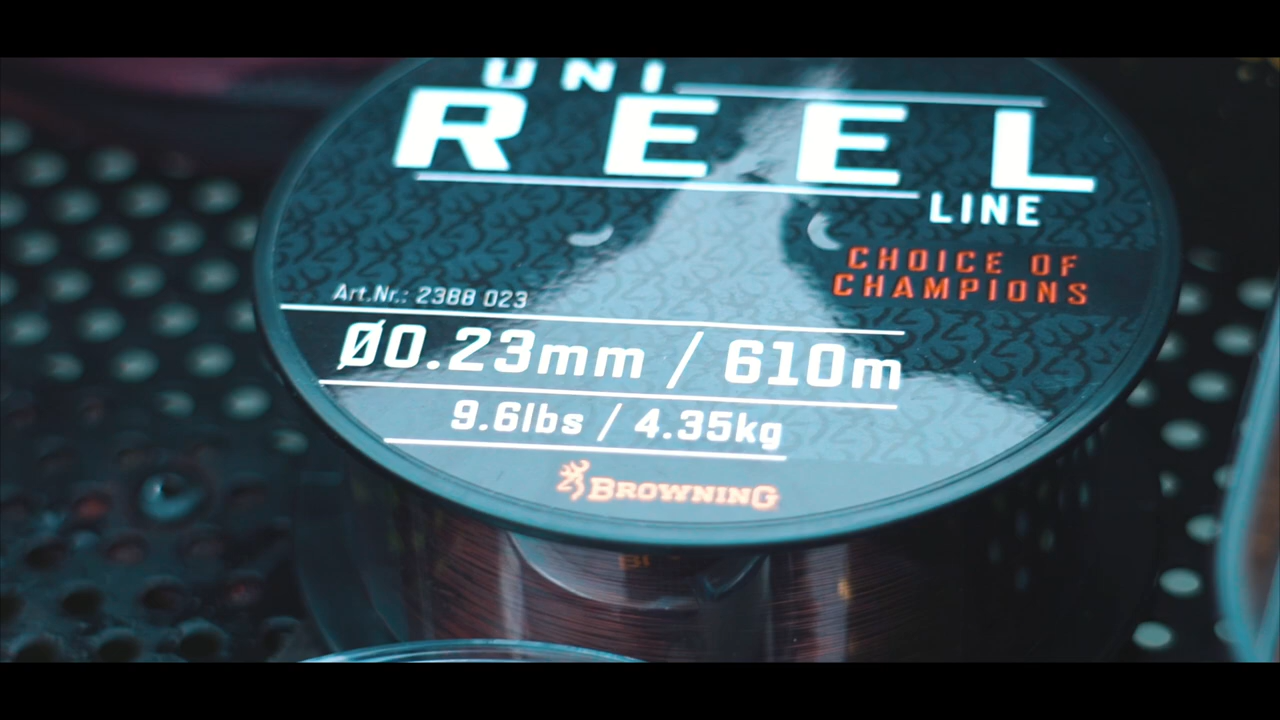 UNI
REEL
LINE
CHOICE OF
CHAMPIONS
Art.Nr.: 2388 023
Ø0.23mm / 610m
9.6lbs / 4.35kg
BROWNING